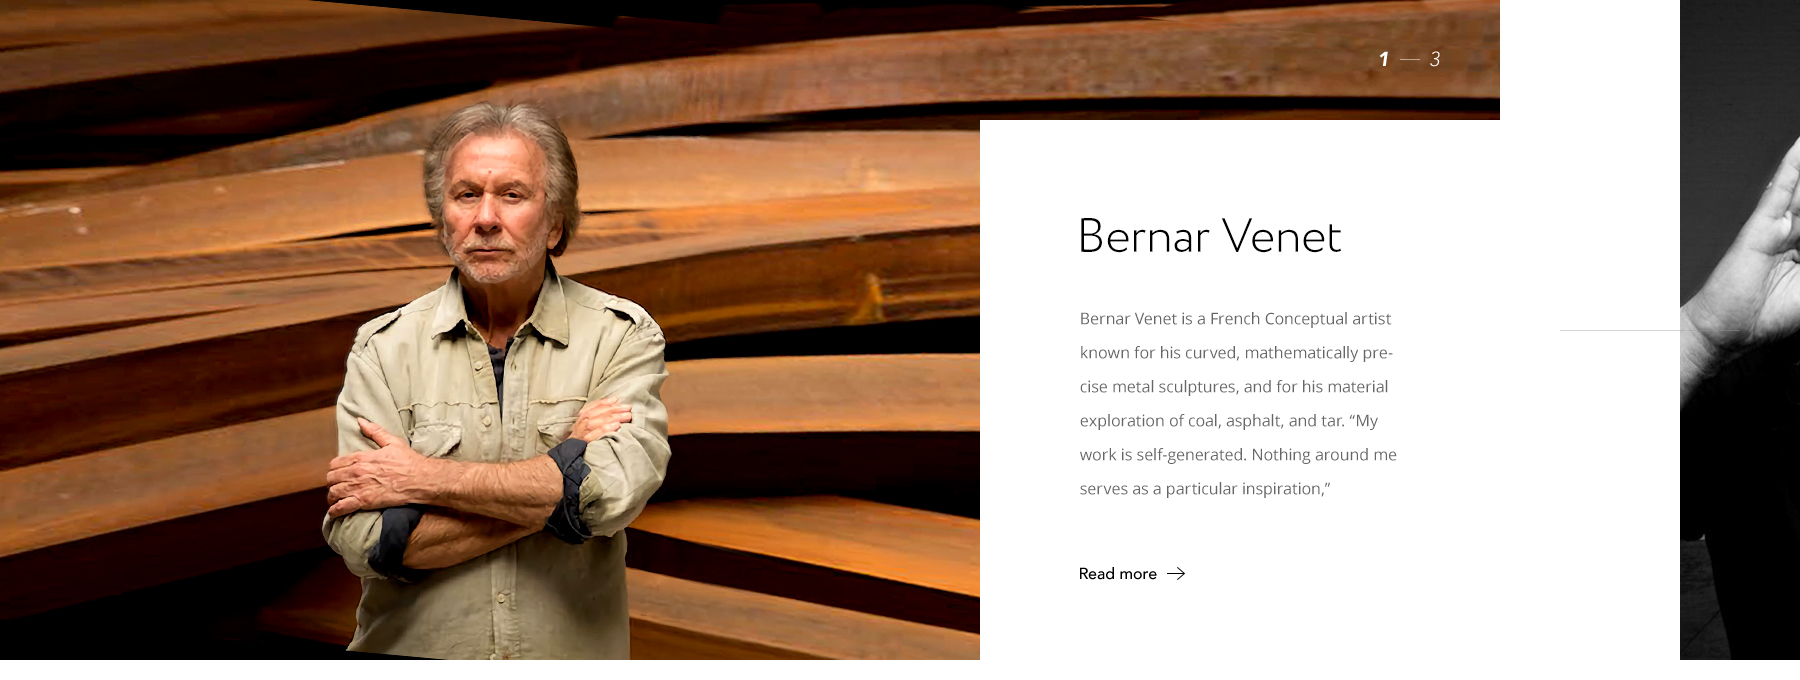 1 — 3
Bernar Venet
Bernar Venet is a French Conceptual artist
known for his curved, mathematically pre-
cise metal sculptures, and for his material
exploration of coal, asphalt, and tar. “My
work is self-generated. Nothing around me
serves as a particular inspiration,”
Read more →